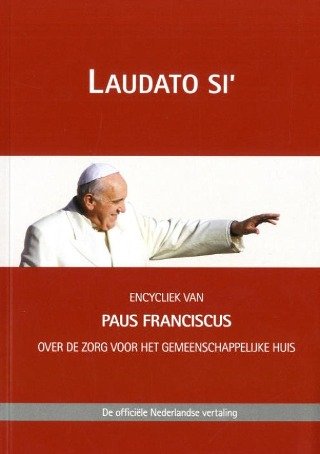 LAUDATO SI'
ENCYCLIEK VAN
PAUS FRANCISCUS
OVER DE ZORG VOOR HET GEMEENSCHAPPELIJKE HUIS
De officiële Nederlandse vertaling